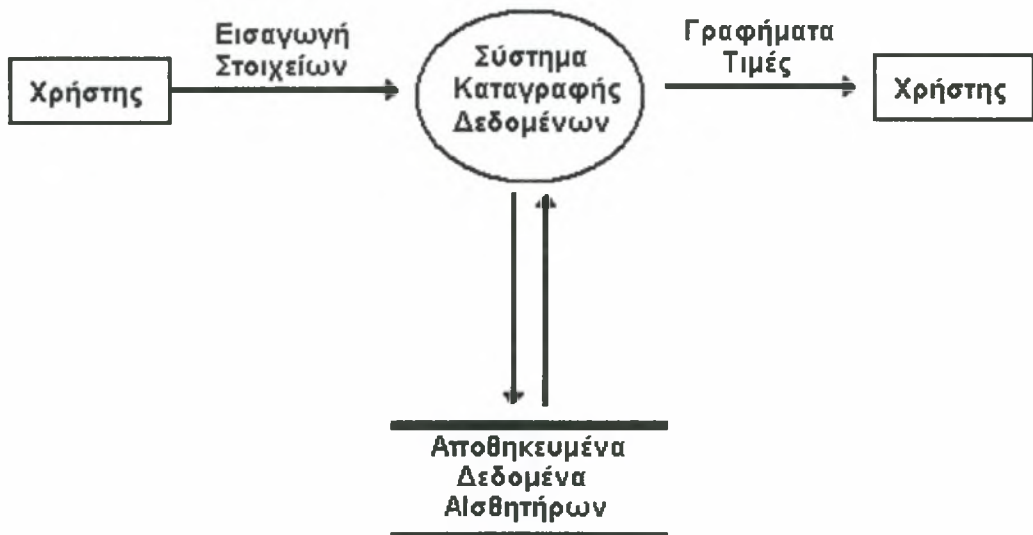 Χρήστης
Εισαγωγή
Στοιχείων
Σύστημα
Καταγραφής
Δεδομένων
Γραφήματα
Τιμές
Χρήστης
Αποθηκευμένα
Δεδομένα
ΑΙσθητήρων